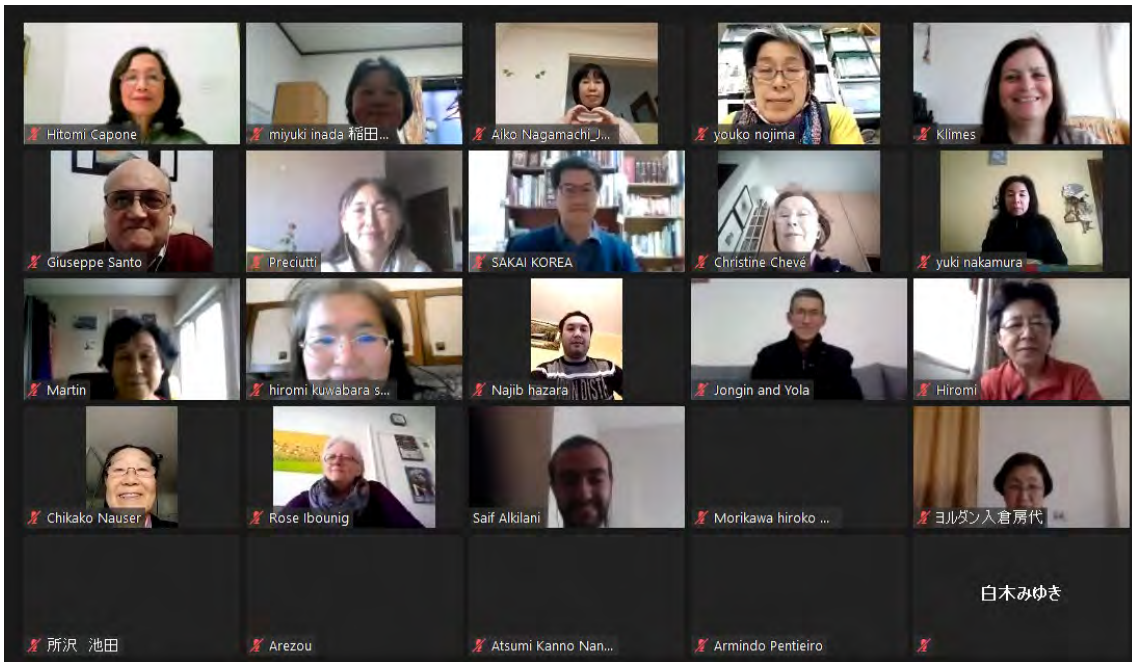 Hitomi Capone
miyuki inada 稲田...
Aiko Nagamachi_J...
youko nojima
Klimes
Giuseppe Santo
Preciutti
SAKAI KOREA
Christine Chevé
yuki nakamura
Martin
hiromi kuwabara s...
Najib hazara
Jongin and Yola
Hiromi
Chikako Nauser
Rose Ibounig
Saif Alkilani
Morikawa hiroko ...
ヨルダン入倉房代
所沢 池田
Arezou
Atsumi Kanno Nan...
Armindo Pentieiro
白木みゆき